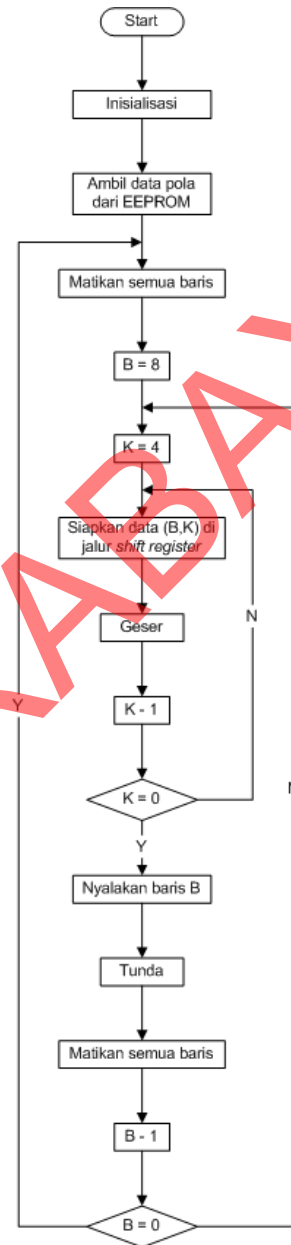 Start
Inisialisasi
Ambil data pola
dari EEPROM
Matikan semua baris
B = 8
K = 4
Siapkan data (B,K) di
jalur shift register
Geser
N
K - 1
Y
K = 0
Y
Nyalakan baris B
Tunda
Matikan semua baris
B - 1
B = 0